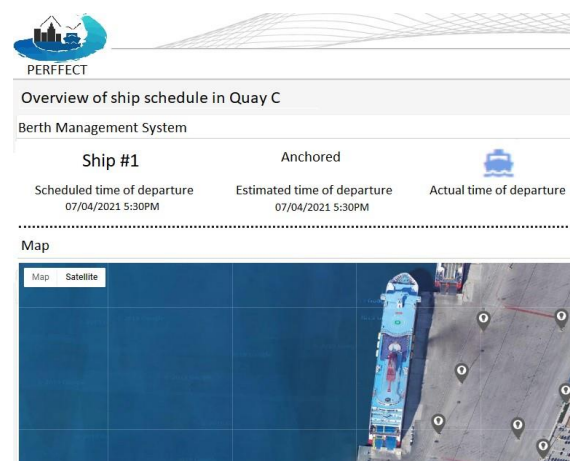 PERFFECT
Overview of ship schedule in Quay C
Berth Management System
Ship #1
Anchored
Scheduled time of departure
07/04/2021 5:30PM
Estimated time of departure
07/04/2021 5:30PM
Actual time of departure
Map
Map Satellite
H